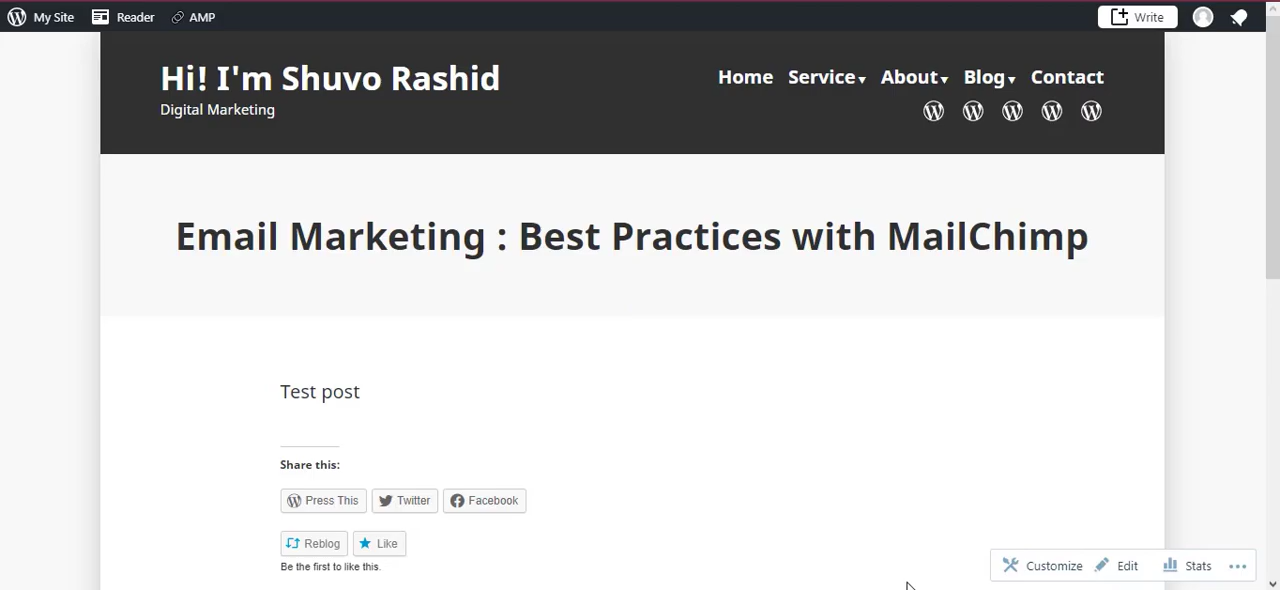 My Site Reader AMP Write
Hi! I'm Shuvo Rashid
Digital Marketing
Home Service About Blog Contact
Email Marketing : Best Practices with MailChimp
Test post
Share this:
Press This Twitter Facebook
Reblog Like
Be the first to like this.
Customize Edit Stats